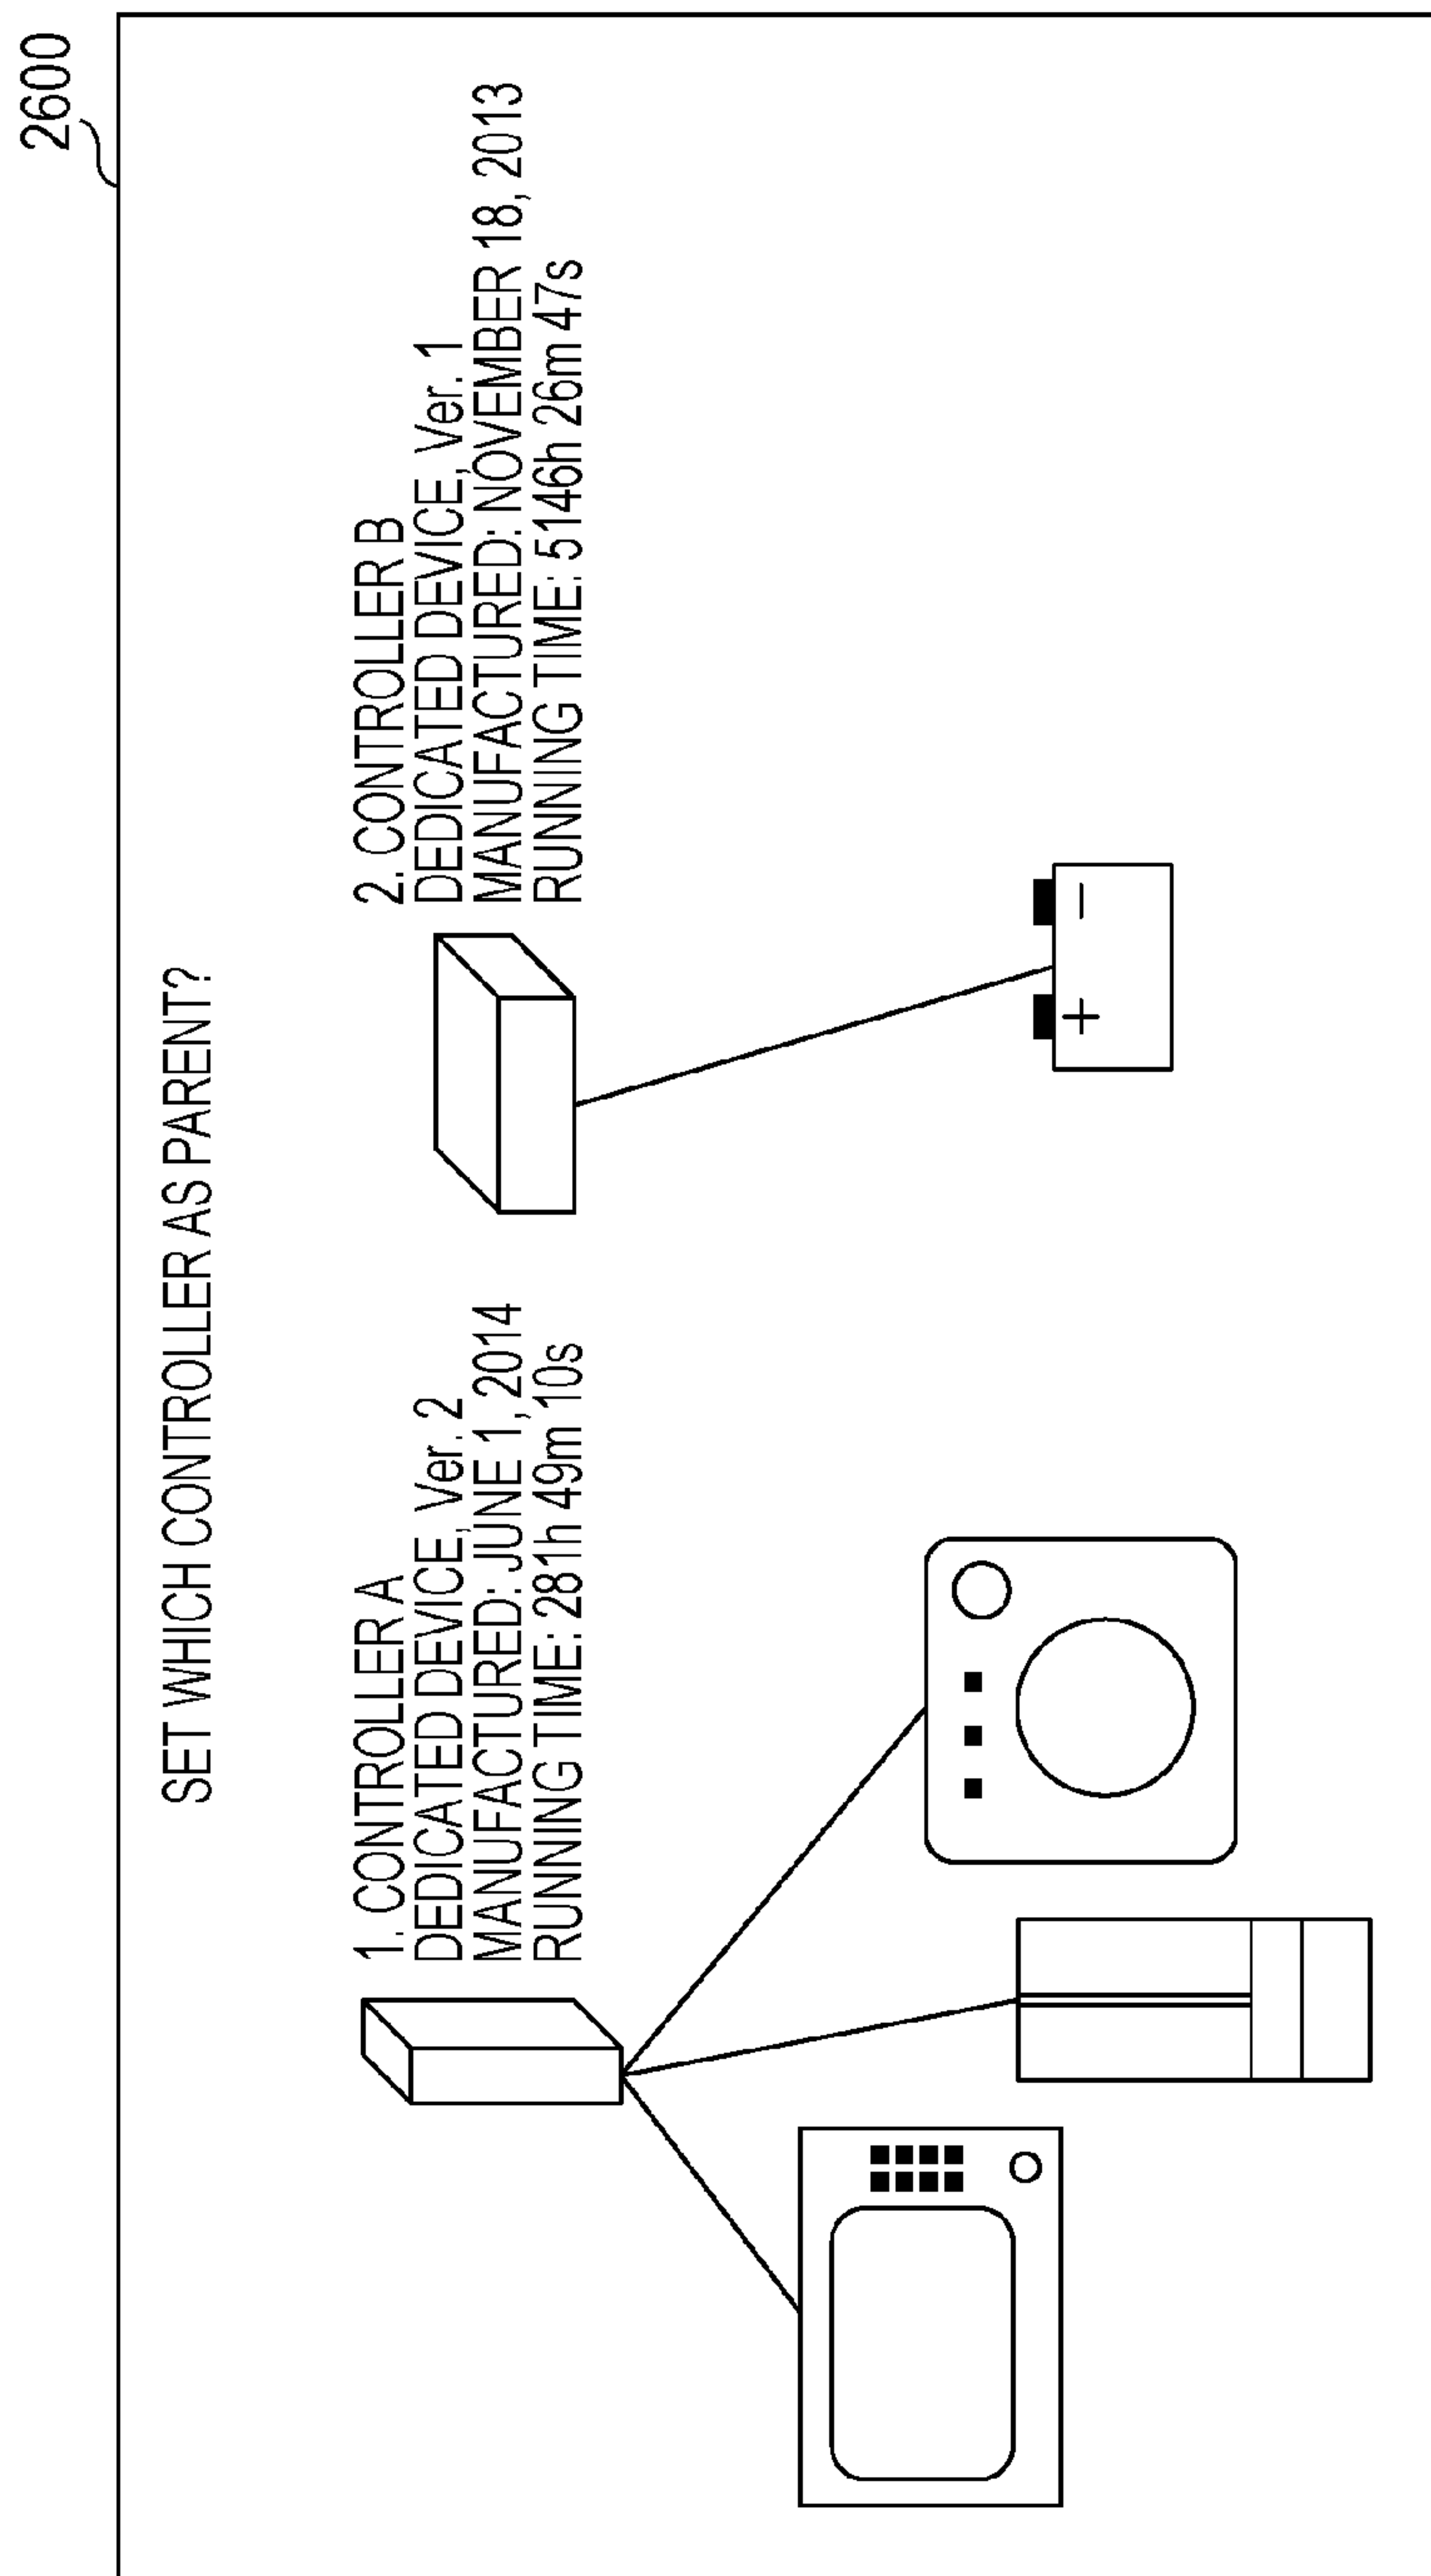 2600
SET WHICH CONTROLLER AS PARENT?
1. CONTROLLER A
DEDICATED DEVICE, Ver. 2
MANUFACTURED: JUNE 1, 2014
RUNNING TIME: 281h 49m 10s
2. CONTROLLER B
DEDICATED DEVICE, Ver. 1
MANUFACTURED: NOVEMBER 18, 2013
RUNNING TIME: 5146h 26m 47s
+ −